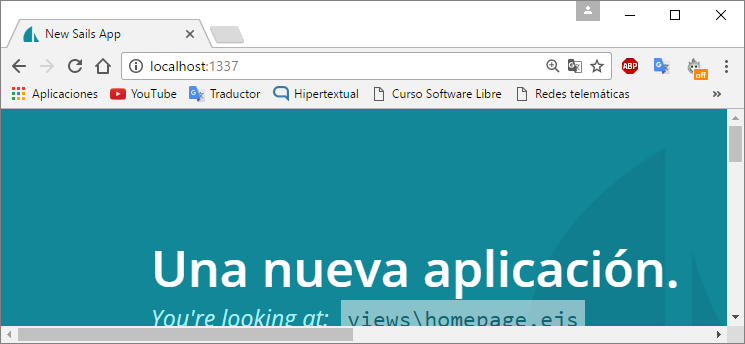 New Sails App
localhost:1337
ABP
off
Aplicaciones YouTube Traductor Hipertextual Curso Software Libre Redes telemáticas »
Una nueva aplicación.
You're looking at: views\homepage.ejs